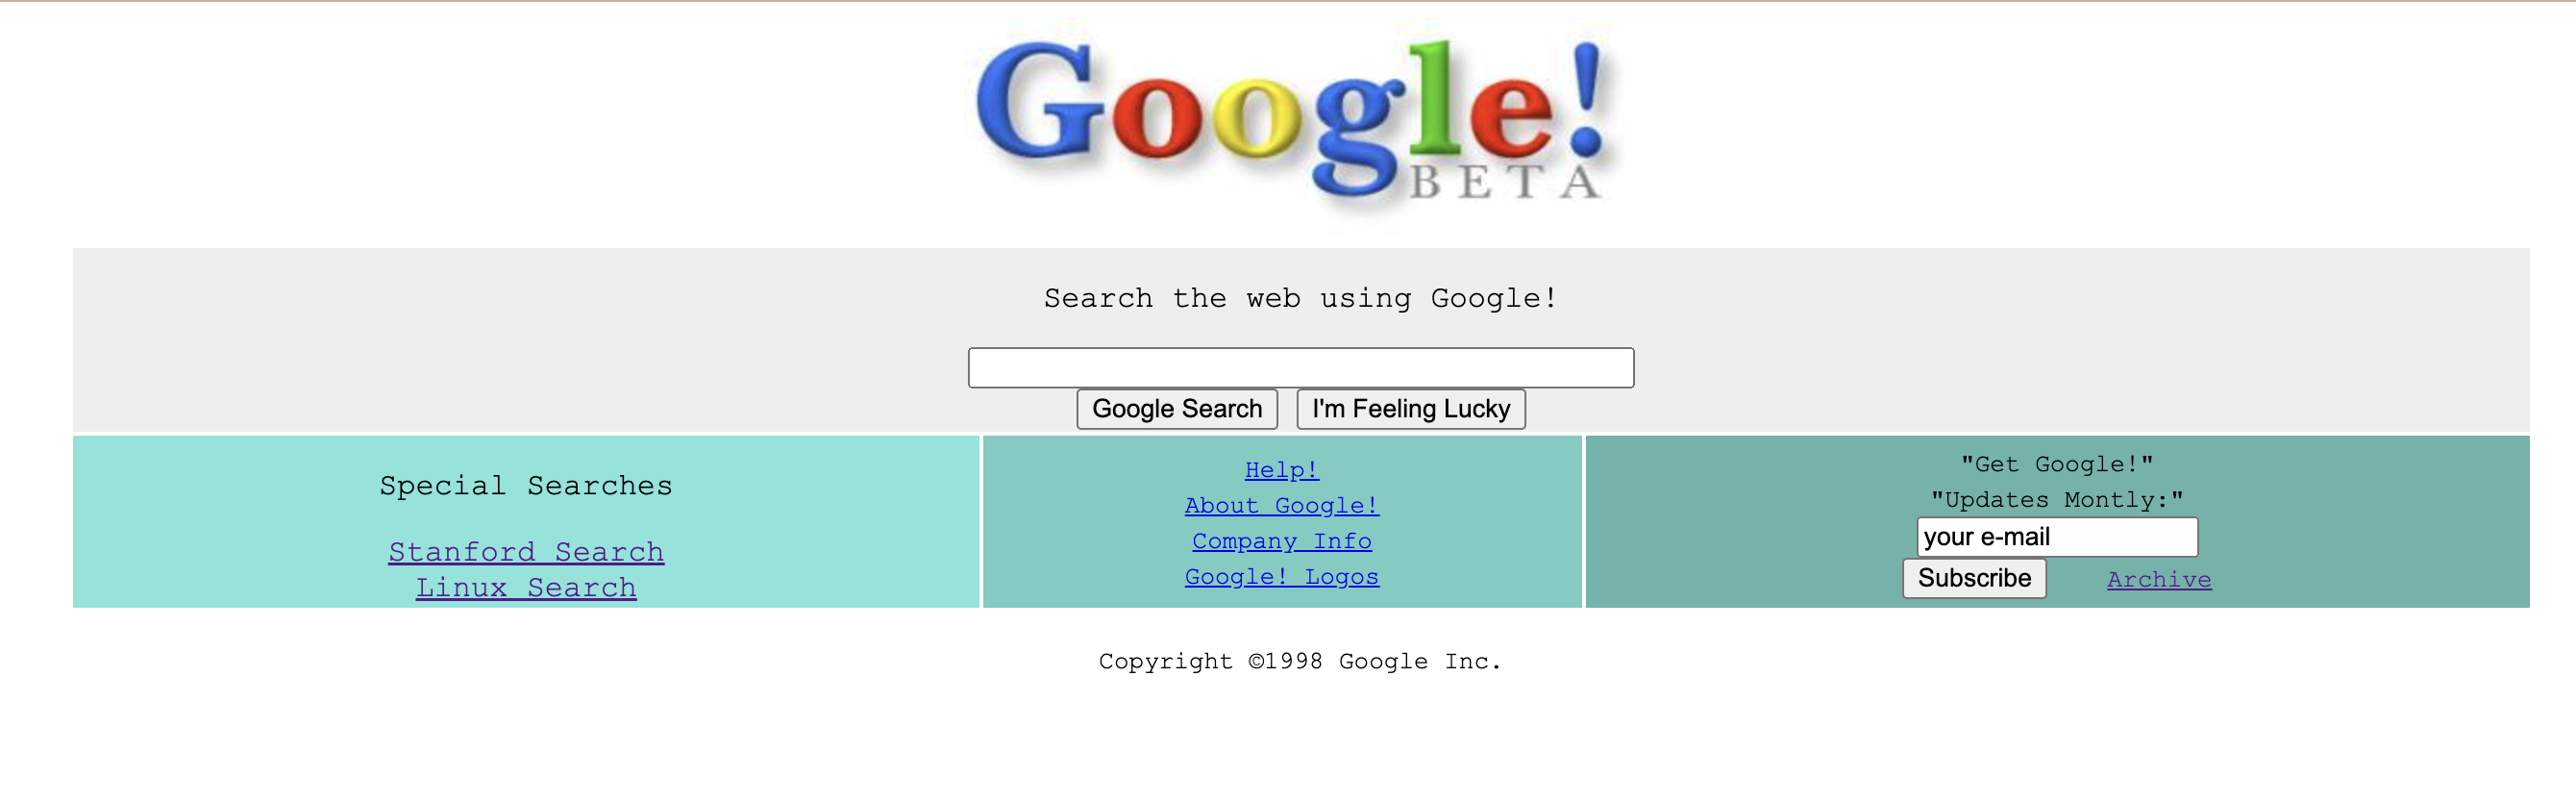 Google!
BETA
Search the web using Google!
Google Search I'm Feeling Lucky
Special Searches
Stanford Search
Linux Search
Help!
About Google!
Company Info
Google! Logos
"Get Google!"
"Updates Montly:"
your e-mail
Subscribe Archive
Copyright ©1998 Google Inc.